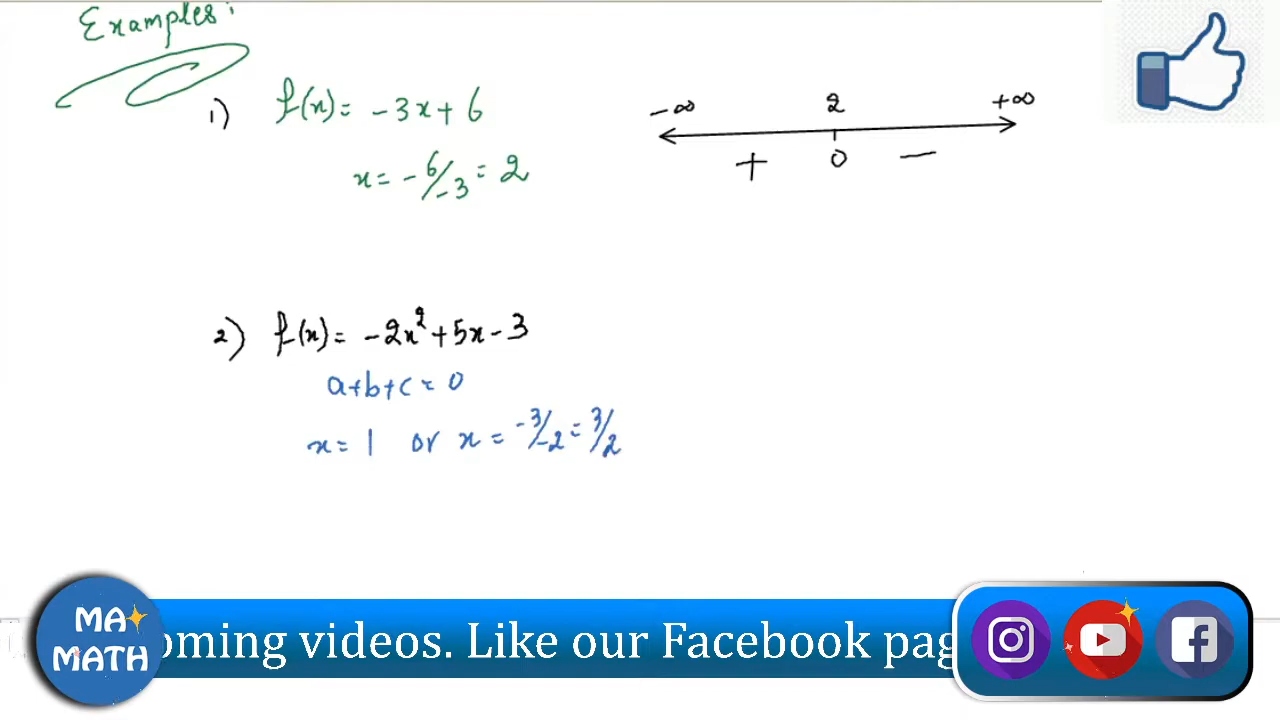 Examples:
1) f(x) = -3x + 6
x = -6/-3 = 2
-∞ 2 +∞
+ 0 -
2) f(x) = -2x² + 5x - 3
a+b+c = 0
x = 1 or x = -3/-2 = 3/2
MA MATH
oming videos. Like our Facebook pag